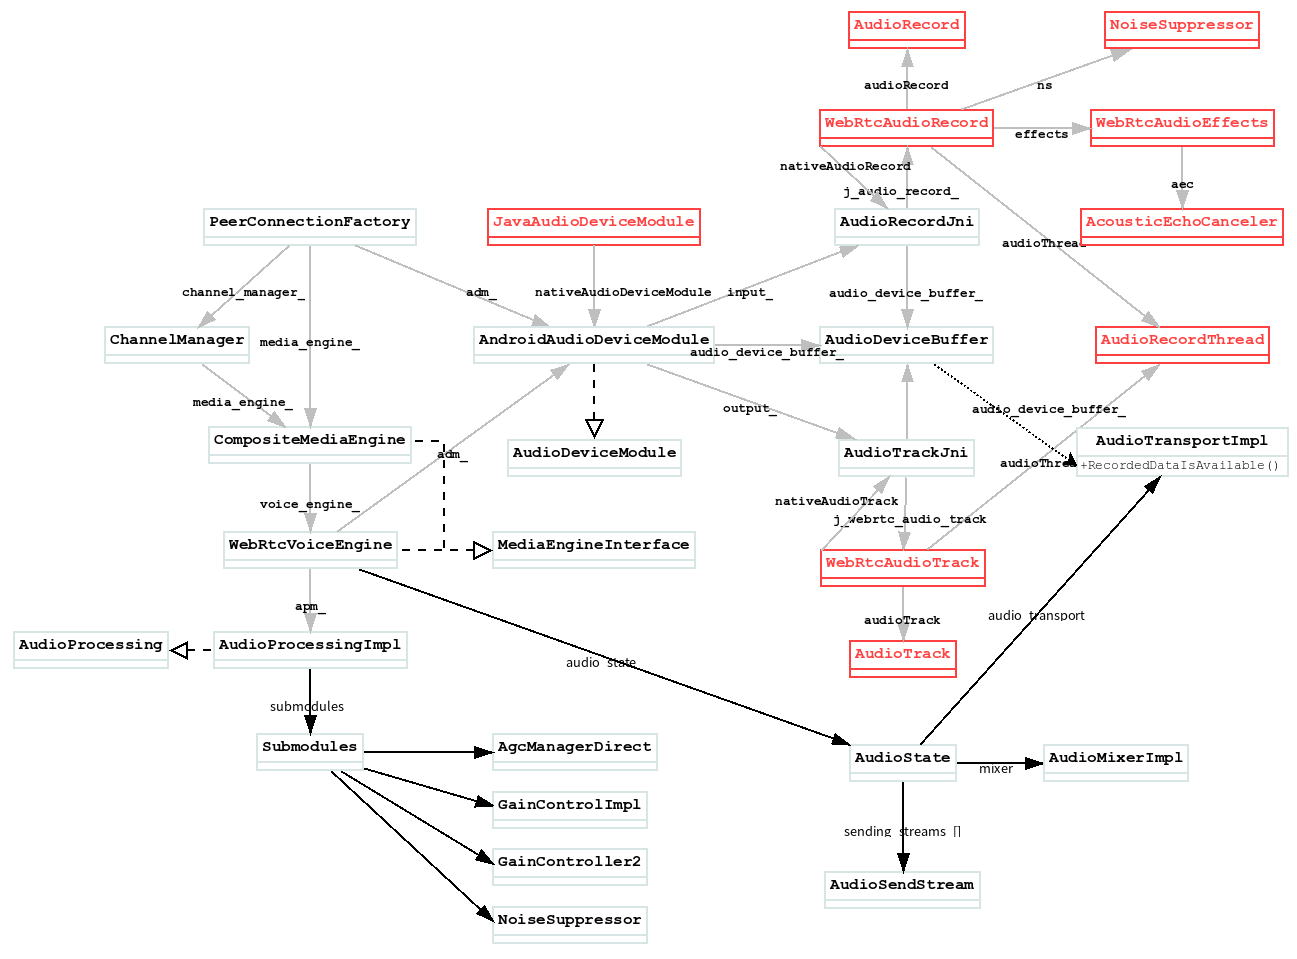 AudioRecord
NoiseSuppressor
audioRecord
ns
WebRtcAudioRecord
WebRtcAudioEffects
effects
nativeAudioRecord
j_audio_record_
aec
PeerConnectionFactory
JavaAudioDeviceModule
AudioRecordJni
AcousticEchoCanceler
audioThread
channel_manager_
adm_
nativeAudioDeviceModule
input_
audio_device_buffer_
ChannelManager
media_engine_
AndroidAudioDeviceModule
audio_device_buffer_
AudioDeviceBuffer
AudioRecordThread
media_engine_
output_
audio_device_buffer_
CompositeMediaEngine
adm_
AudioDeviceModule
AudioTrackJni
AudioTransportImpl
audioThread
+RecordedDataIsAvailable()
voice_engine_
nativeAudioTrack
j_webrtc_audio_track
WebRtcVoiceEngine
MediaEngineInterface
WebRtcAudioTrack
apm_
audioTrack
audio_transport
AudioProcessing
AudioProcessingImpl
AudioTrack
audio_state
submodules
Submodules
AgcManagerDirect
AudioState
AudioMixerImpl
mixer
GainControlImpl
sending_streams_[]
GainController2
AudioSendStream
NoiseSuppressor